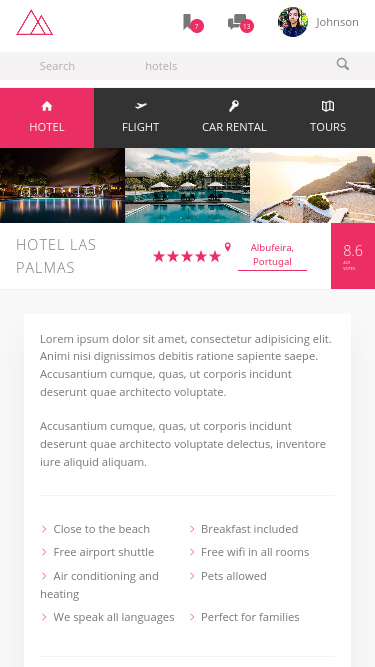 7
13
Johnson
Search
hotels
HOTEL
FLIGHT
CAR RENTAL
TOURS
HOTEL LAS
PALMAS
Albufeira,
Portugal
8.6
429
VOTES
Lorem ipsum dolor sit amet, consectetur adipisicing elit.
Animi nisi dignissimos debitis ratione sapiente saepe.
Accusantium cumque, quas, ut corporis incidunt
deserunt quae architecto voluptate.
Accusantium cumque, quas, ut corporis incidunt
deserunt quae architecto voluptate delectus, inventore
iure aliquid aliquam.
Close to the beach
Breakfast included
Free airport shuttle
Free wifi in all rooms
Air conditioning and
heating
Pets allowed
We speak all languages
Perfect for families